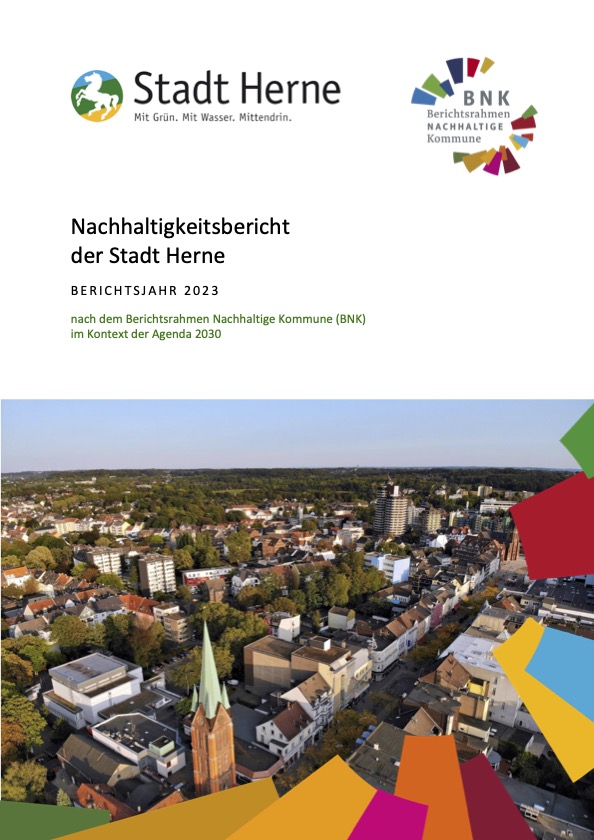 Stadt Herne
Mit Grün. Mit Wasser. Mittendrin.
BNK
Berichtsrahmen
NACHHALTIGE
Kommune
Nachhaltigkeitsbericht
der Stadt Herne
BERICHTSJAHR 2023
nach dem Berichtsrahmen Nachhaltige Kommune (BNK)
im Kontext der Agenda 2030